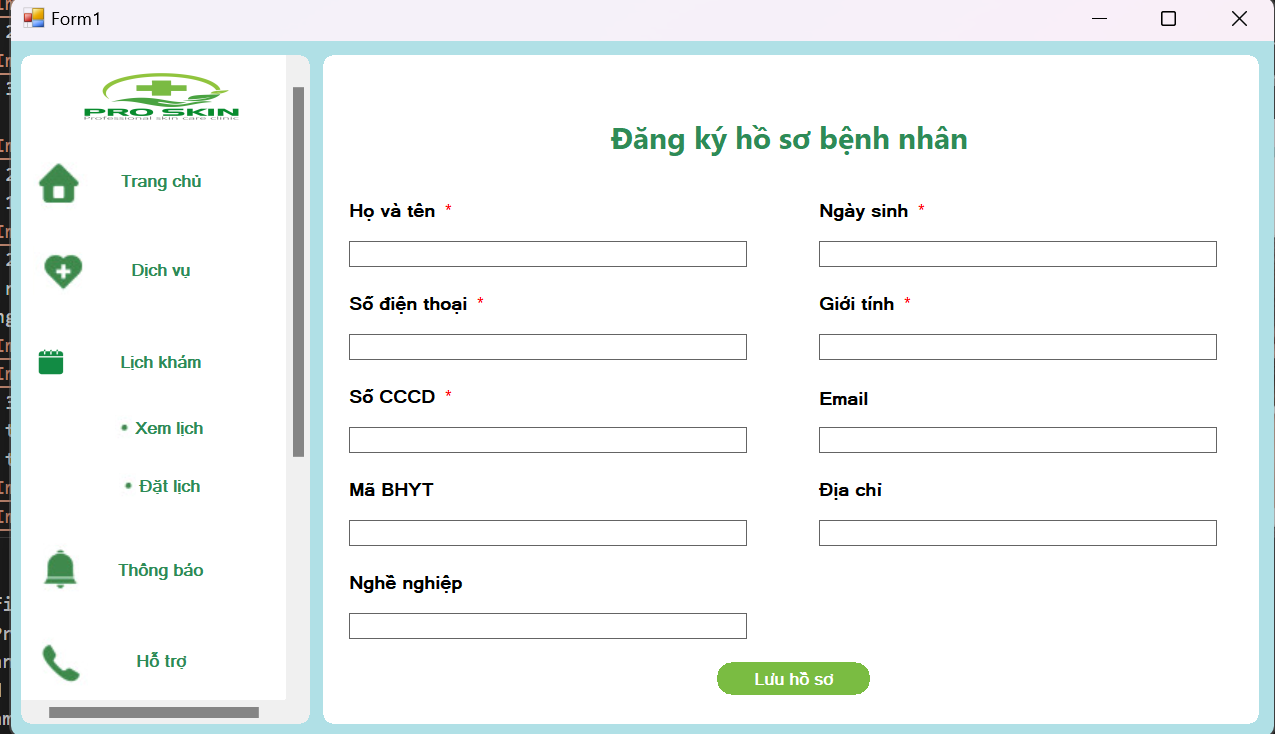 Form1
PRO SKIN
Professional skin care clinic
Trang chủ
Dịch vụ
Lịch khám
• Xem lịch
• Đặt lịch
Thông báo
Hỗ trợ
Đăng ký hồ sơ bệnh nhân
Họ và tên *
Ngày sinh *
Số điện thoại *
Giới tính *
Số CCCD *
Email
Mã BHYT
Địa chỉ
Nghề nghiệp
Lưu hồ sơ